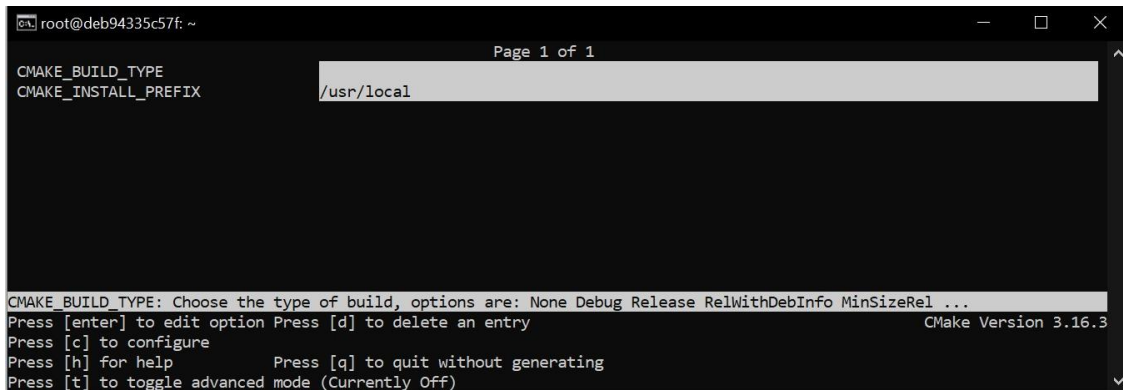 root@deb94335c57f: ~
Page 1 of 1
CMAKE_BUILD_TYPE
CMAKE_INSTALL_PREFIX /usr/local
CMAKE_BUILD_TYPE: Choose the type of build, options are: None Debug Release RelWithDebInfo MinSizeRel ...
Press [enter] to edit option Press [d] to delete an entry CMake Version 3.16.3
Press [c] to configure
Press [h] for help Press [q] to quit without generating
Press [t] to toggle advanced mode (Currently Off)